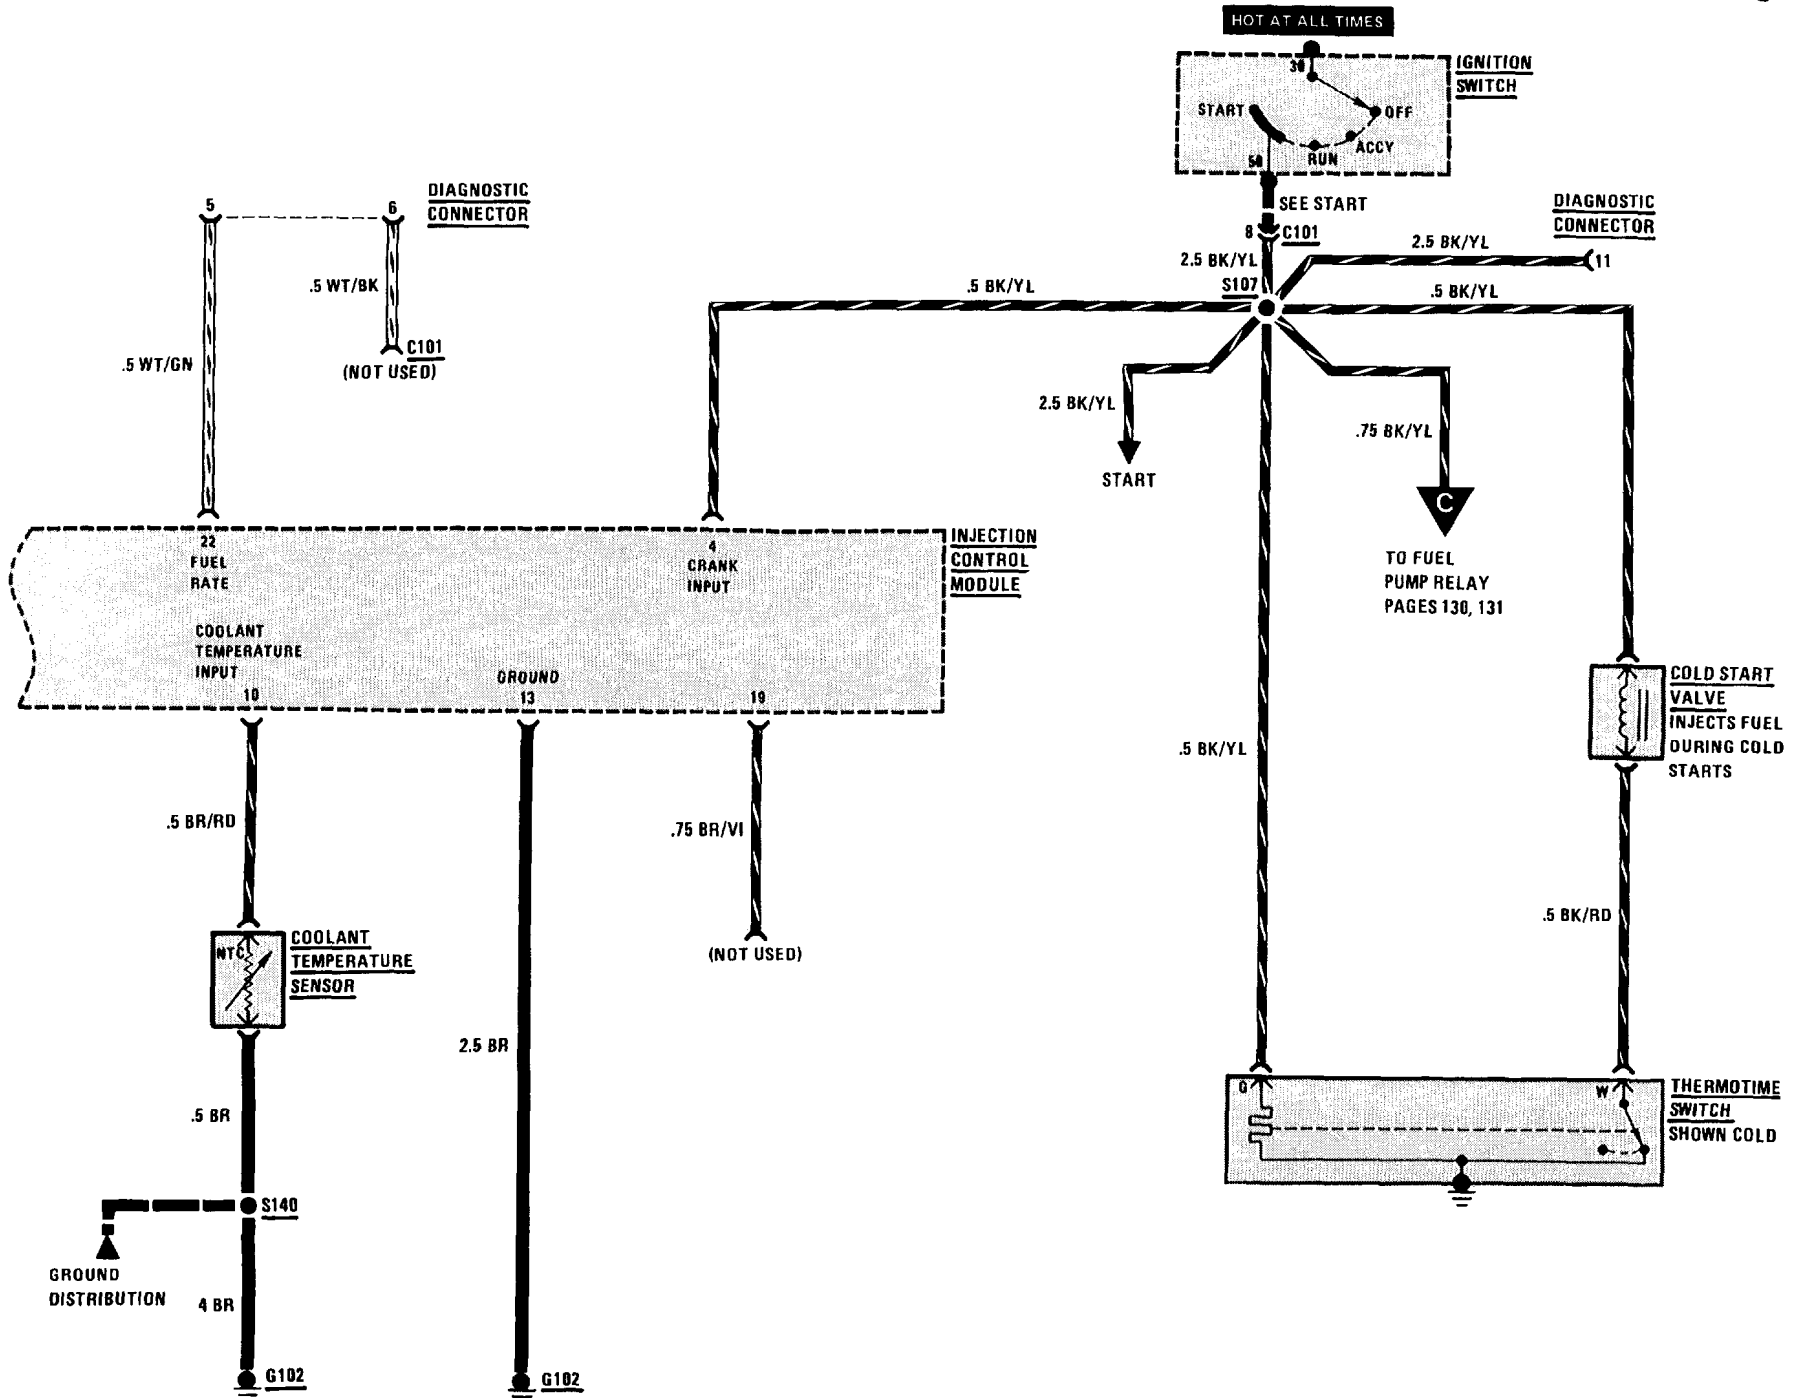 HOT AT ALL TIMES
30
IGNITION
SWITCH
START
OFF
ACCY
RUN
50
SEE START
8
C101
2.5 BK/YL
S107
DIAGNOSTIC
CONNECTOR
2.5 BK/YL
11
.5 BK/YL
.5 BK/YL
2.5 BK/YL
START
.75 BK/YL
C
TO FUEL
PUMP RELAY
PAGES 130, 131
5
6
DIAGNOSTIC
CONNECTOR
.5 WT/BK
.5 WT/GN
C101
(NOT USED)
22
FUEL
RATE
4
CRANK
INPUT
INJECTION
CONTROL
MODULE
COOLANT
TEMPERATURE
INPUT
10
GROUND
13
19
.5 BK/YL
COLD START
VALVE
INJECTS FUEL
DURING COLD
STARTS
.5 BR/RD
.75 BR/VI
(NOT USED)
.5 BK/RD
NTC
COOLANT
TEMPERATURE
SENSOR
2.5 BR
.5 BR
G
W
THERMOTIME
SWITCH
SHOWN COLD
S140
GROUND
DISTRIBUTION
4 BR
G102
G102